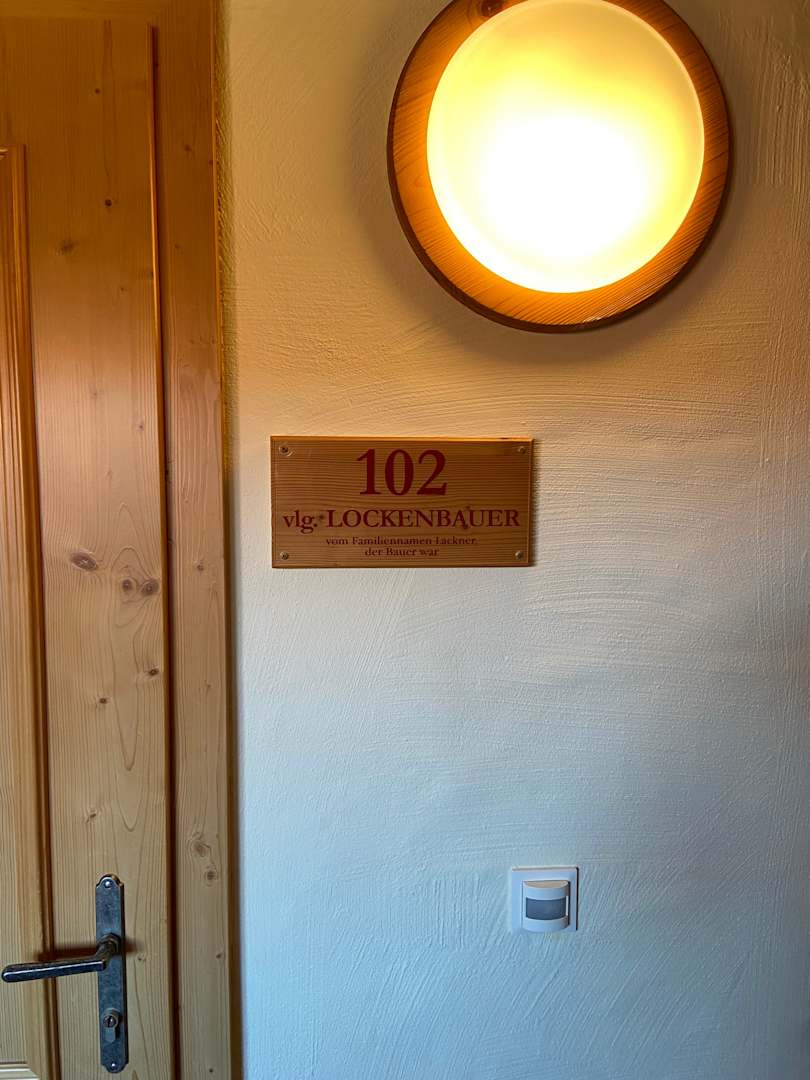 102
vlg. LOCKENBAUER
vom Familiennamen Lackner,
der Bauer war